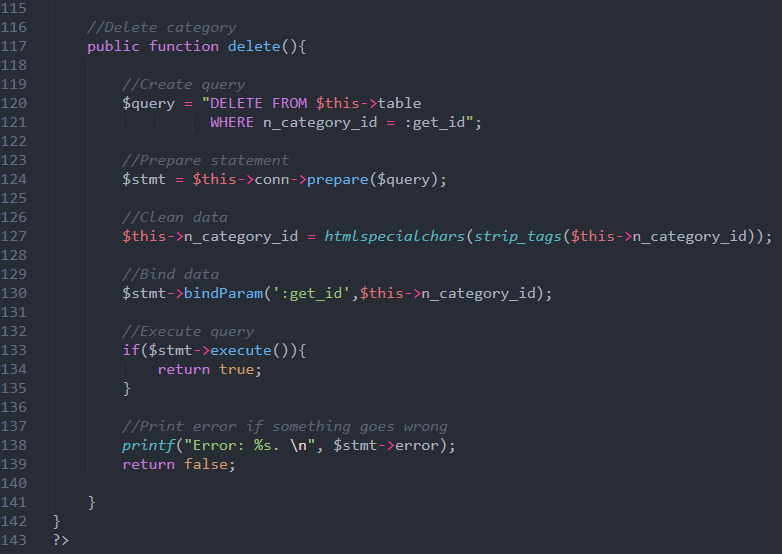 115
116 //Delete category
117 public function delete(){
118
119 //Create query
120 $query = "DELETE FROM $this->table
121 WHERE n_category_id = :get_id";
122
123 //Prepare statement
124 $stmt = $this->conn->prepare($query);
125
126 //Clean data
127 $this->n_category_id = htmlspecialchars(strip_tags($this->n_category_id));
128
129 //Bind data
130 $stmt->bindParam(':get_id',$this->n_category_id);
131
132 //Execute query
133 if($stmt->execute()){
134 return true;
135 }
136
137 //Print error if something goes wrong
138 printf("Error: %s. \n", $stmt->error);
139 return false;
140
141 }
142 }
143 ?>